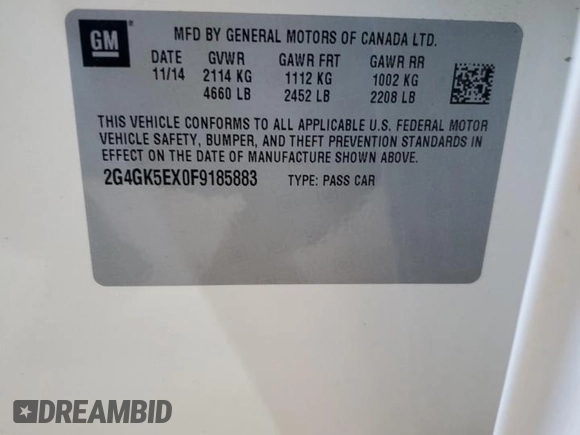 GM
MFD BY GENERAL MOTORS OF CANADA LTD.
DATE GVWR GAWR FRT GAWR RR
11/14 2114 KG 1112 KG 1002 KG
4660 LB 2452 LB 2208 LB
THIS VEHICLE CONFORMS TO ALL APPLICABLE U.S. FEDERAL MOTOR
VEHICLE SAFETY, BUMPER, AND THEFT PREVENTION STANDARDS IN
EFFECT ON THE DATE OF MANUFACTURE SHOWN ABOVE.
2G4GK5EX0F9185883 TYPE: PASS CAR
DREAMBID